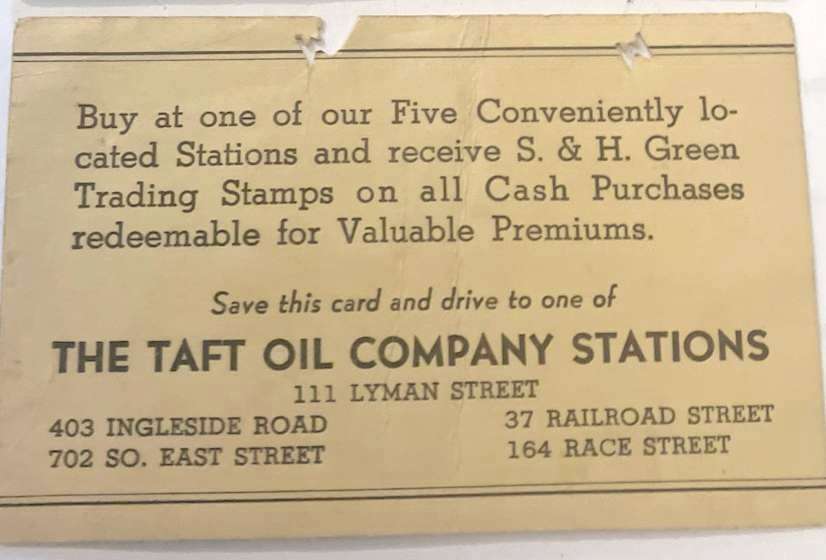 Buy at one of our Five Conveniently lo-
cated Stations and receive S. & H. Green
Trading Stamps on all Cash Purchases
redeemable for Valuable Premiums.
Save this card and drive to one of
THE TAFT OIL COMPANY STATIONS
111 LYMAN STREET
403 INGLESIDE ROAD
702 SO. EAST STREET
37 RAILROAD STREET
164 RACE STREET